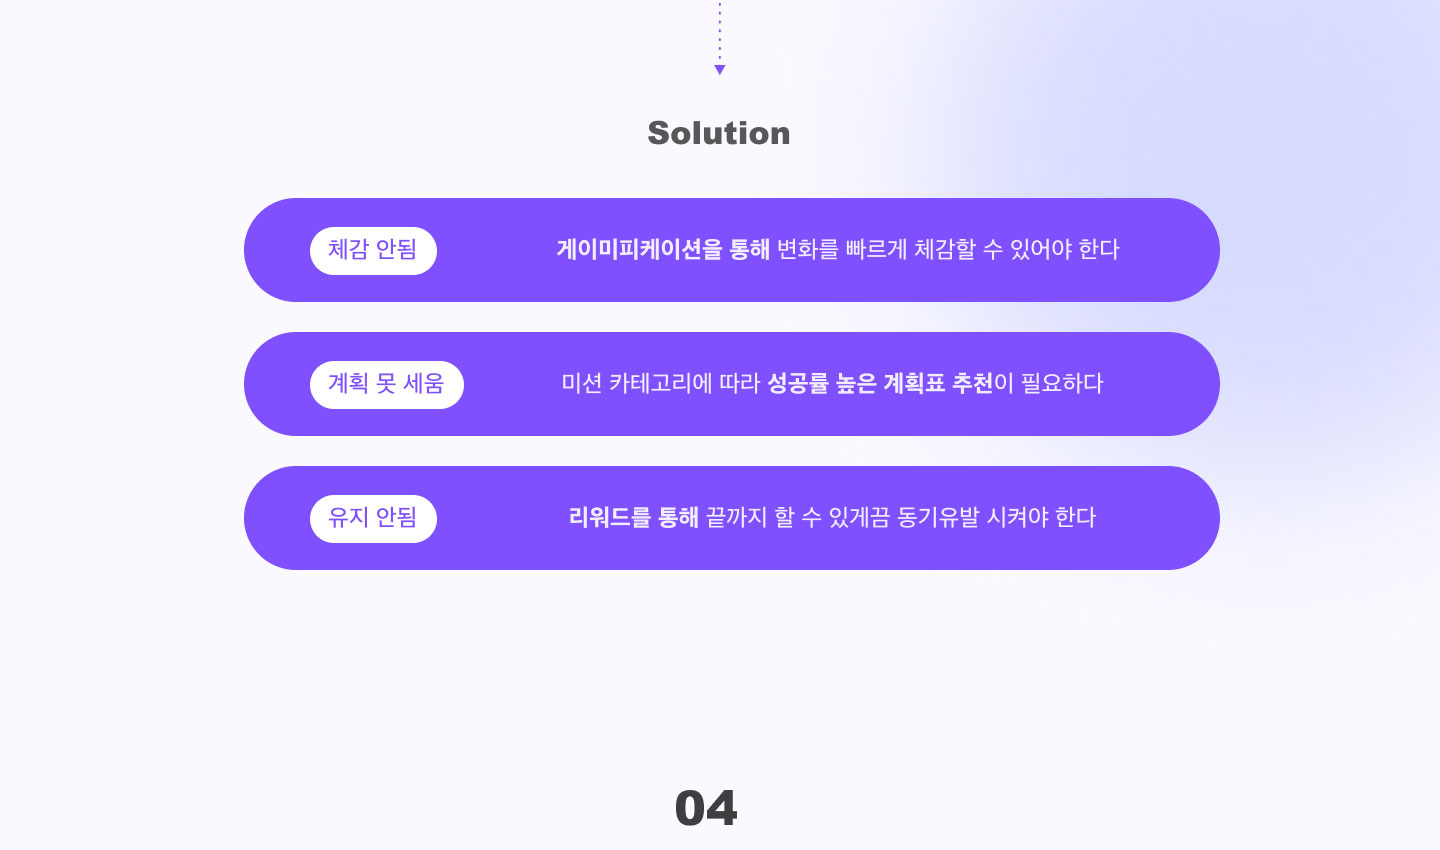 Solution
체감 안됨
게이미피케이션을 통해 변화를 빠르게 체감할 수 있어야 한다
계획 못 세움
미션 카테고리에 따라 성공률 높은 계획표 추천이 필요하다
유지 안됨
리워드를 통해 끝까지 할 수 있게끔 동기유발 시켜야 한다
04